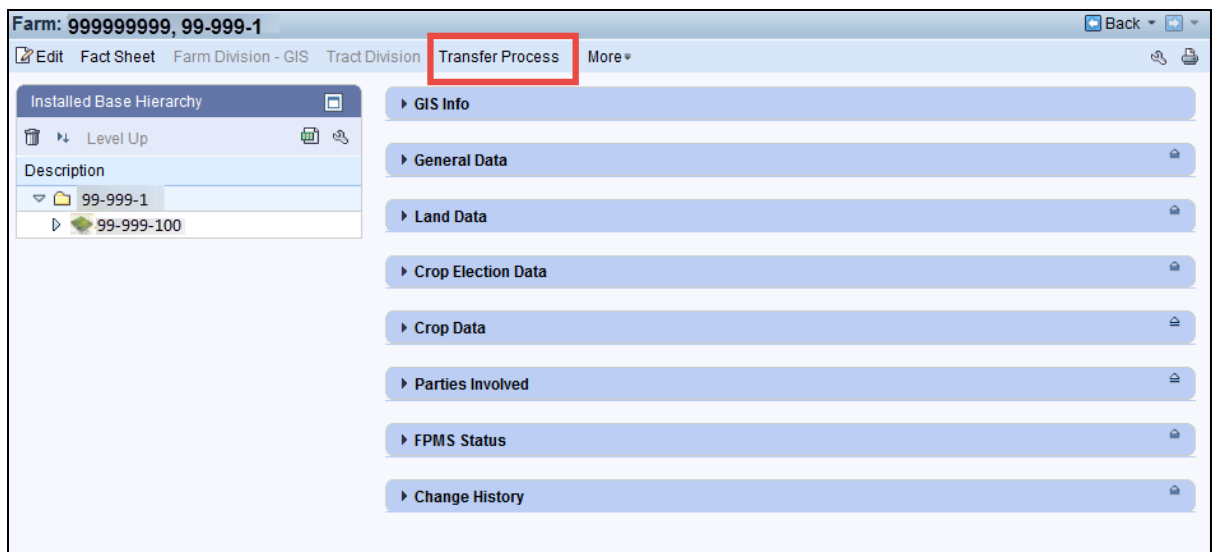 Farm: 999999999, 99-999-1 Back
Edit Fact Sheet Farm Division - GIS Tract Division Transfer Process More
Installed Base Hierarchy
Level Up
Description
99-999-1
99-999-100
GIS Info
General Data
Land Data
Crop Election Data
Crop Data
Parties Involved
FPMS Status
Change History